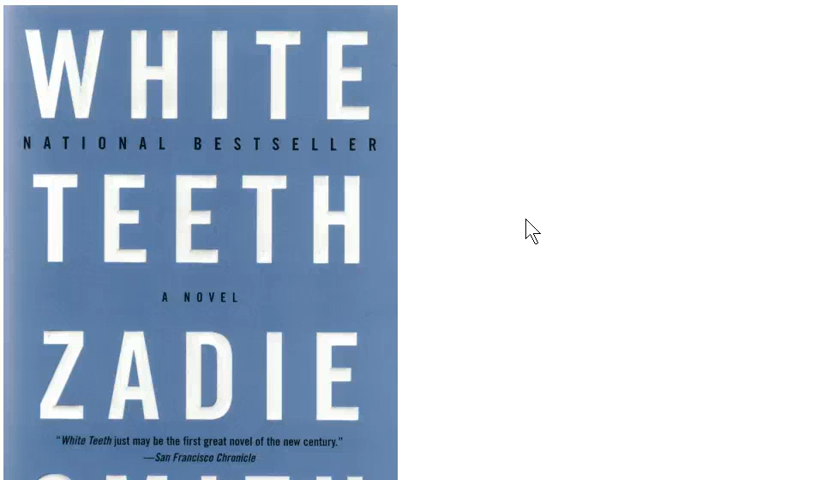 WHITE
NATIONAL BESTSELLER
TEETH
A NOVEL
ZADIE
"White Teeth just may be the first great novel of the new century."
—San Francisco Chronicle
SMITH